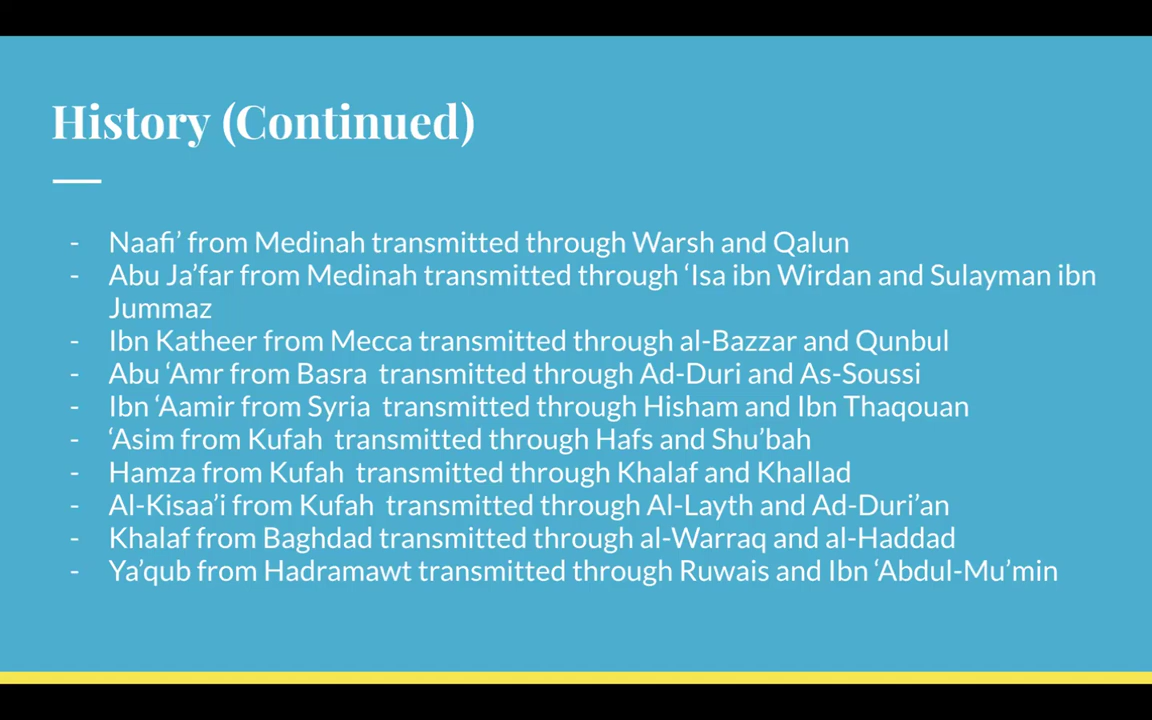 History (Continued)
- Naafi’ from Medinah transmitted through Warsh and Qalun
- Abu Ja’far from Medinah transmitted through ‘Isa ibn Wirdan and Sulayman ibn
Jummaz
- Ibn Katheer from Mecca transmitted through al-Bazzar and Qunbul
- Abu ‘Amr from Basra  transmitted through Ad-Duri and As-Soussi
- Ibn ‘Aamir from Syria  transmitted through Hisham and Ibn Thaqouan
- ‘Asim from Kufah  transmitted through Hafs and Shu’bah
- Hamza from Kufah  transmitted through Khalaf and Khallad
- Al-Kisaa’i from Kufah  transmitted through Al-Layth and Ad-Duri’an
- Khalaf from Baghdad transmitted through al-Warraq and al-Haddad
- Ya’qub from Hadramawt transmitted through Ruwais and Ibn ‘Abdul-Mu’min